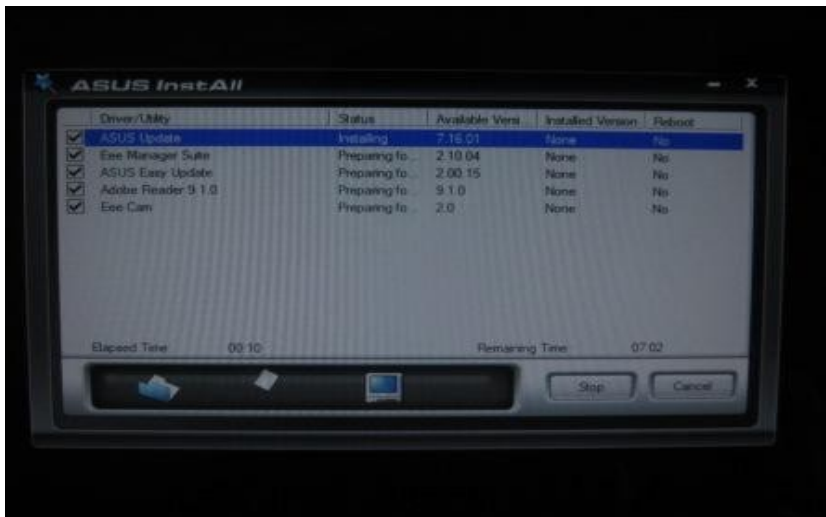 ASUS InstAll
Driver/Utility Status Available Versi... Installed Version Reboot
ASUS Update Installing 7.16.01 None No
Eee Manager Suite Preparing fo... 2.10.04 None No
ASUS Easy Update Preparing fo... 2.00.15 None No
Adobe Reader 9.1.0 Preparing fo... 9.1.0 None No
Eee Cam Preparing fo... 2.0 None No
Elapsed Time 00:10 Remaining Time 07:02
Stop Cancel